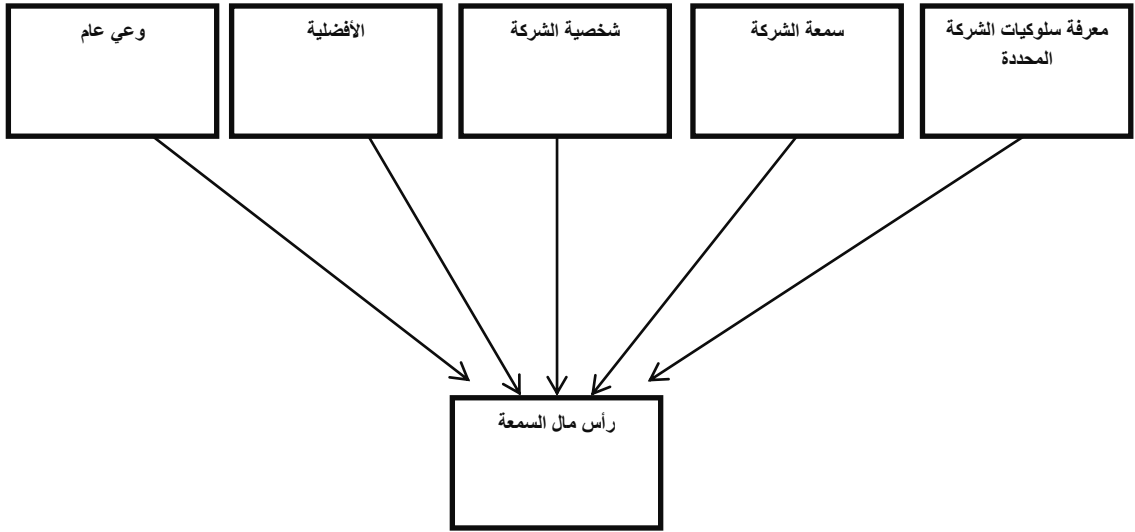 معرفة سلوكيات الشركة
المحددة
سمعة الشركة
شخصية الشركة
الأفضلية
وعي عام
رأس مال السمعة